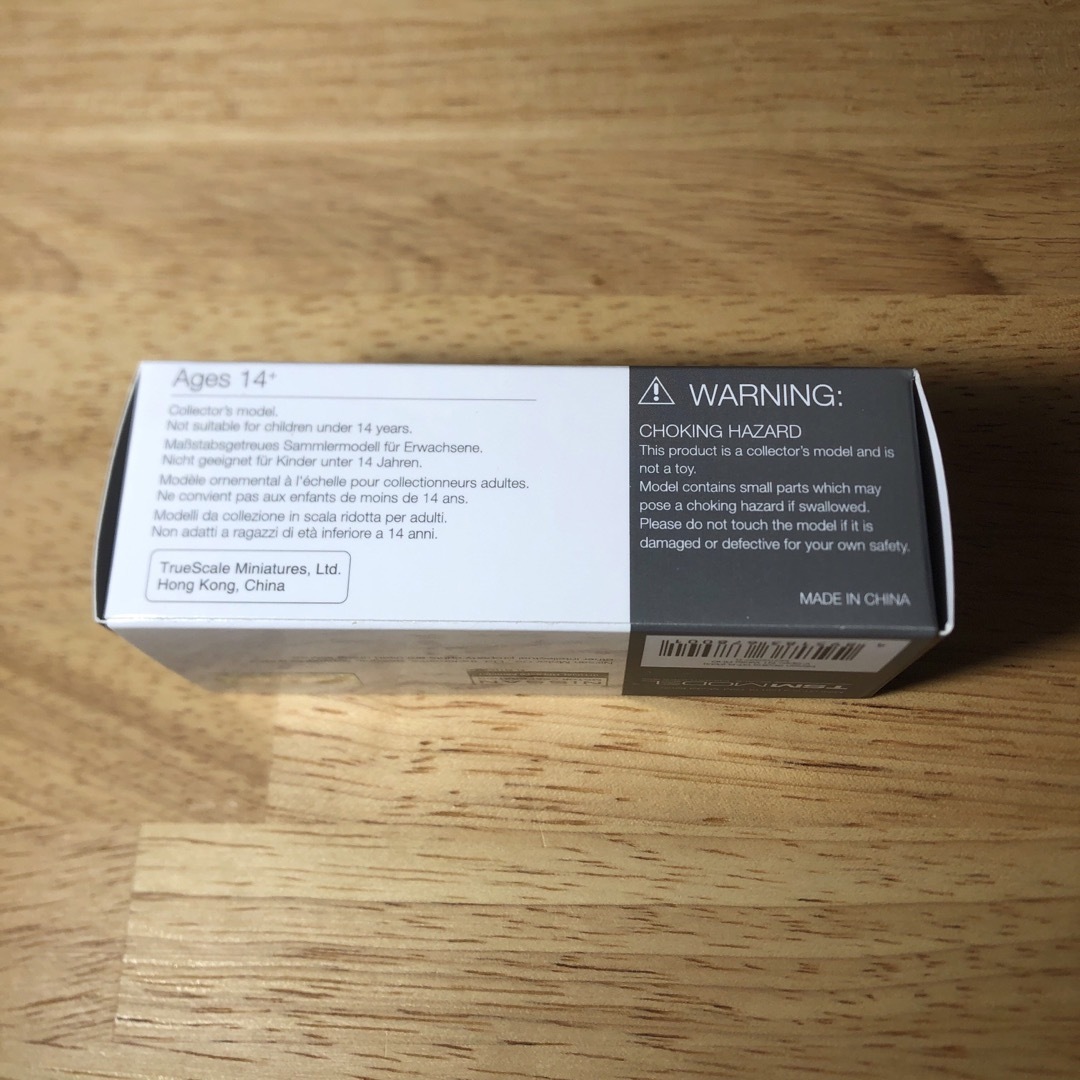 Ages 14+
Collector's model.
Not suitable for children under 14 years.
Maßstabsgetreues Sammlermodell für Erwachsene.
Nicht geeignet für Kinder unter 14 Jahren.
Modèle ornemental à l'échelle pour collectionneurs adultes.
Ne convient pas aux enfants de moins de 14 ans.
Modelli da collezione in scala ridotta per adulti.
Non adatti a ragazzi di età inferiore a 14 anni.
TrueScale Miniatures, Ltd.
Hong Kong, China
WARNING:
CHOKING HAZARD
This product is a collector's model and is
not a toy.
Model contains small parts which may
pose a choking hazard if swallowed.
Please do not touch the model if it is
damaged or defective for your own safety.
MADE IN CHINA